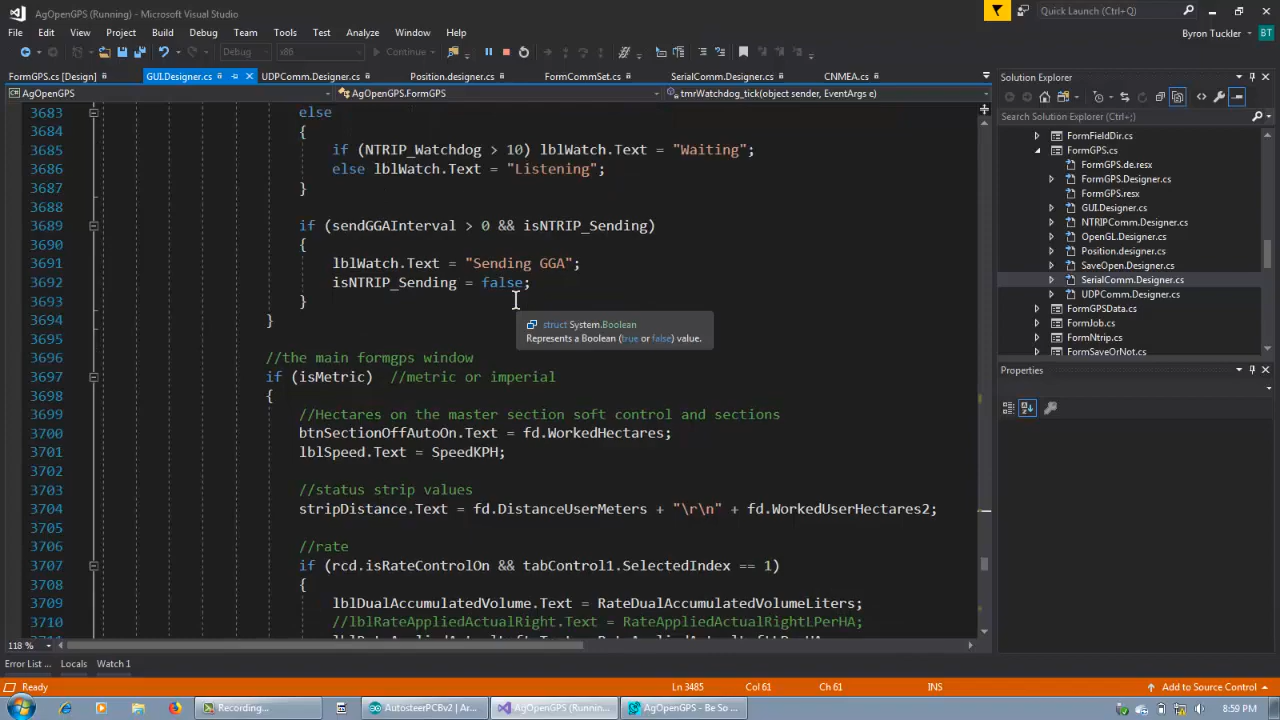 AgOpenGPS (Running) - Microsoft Visual Studio
Quick Launch (Ctrl+Q)
File Edit View Project Build Debug Team Tools Test Analyze Window Help
Byron Tuckler BT
Debug x86 Continue
FormGPS.cs [Design] GUI.Designer.cs UDPComm.Designer.cs Position.designer.cs FormCommSet.cs SerialComm.Designer.cs CNMEA.cs
Solution Explorer
AgOpenGPS AgOpenGPS.FormGPS tmrWatchdog_tick(object sender, EventArgs e)
Search Solution Explorer (Ctrl+;)
3683 else
3684 {
3685 if (NTRIP_Watchdog > 10) lblWatch.Text = "Waiting";
3686 else lblWatch.Text = "Listening";
3687 }
3688
3689 if (sendGGAInterval > 0 && isNTRIP_Sending)
3690 {
3691 lblWatch.Text = "Sending GGA";
3692 isNTRIP_Sending = false;
3693 }
3694 }
3695
3696 //the main formgps window
3697 if (isMetric) //metric or imperial
3698 {
3699 //Hectares on the master section soft control and sections
3700 btnSectionOffAutoOn.Text = fd.WorkedHectares;
3701 lblSpeed.Text = SpeedKPH;
3702
3703 //status strip values
3704 stripDistance.Text = fd.DistanceUserMeters + "\r\n" + fd.WorkedUserHectares2;
3705
3706 //rate
3707 if (rcd.isRateControlOn && tabControl1.SelectedIndex == 1)
3708 {
3709 lblDualAccumulatedVolume.Text = RateDualAccumulatedVolumeLiters;
3710 //lblRateAppliedActualRight.Text = RateAppliedActualRightLPerHA;
struct System.Boolean
Represents a Boolean (true or false) value.
FormFieldDir.cs
FormGPS.cs
FormGPS.de.resx
FormGPS.Designer.cs
FormGPS.resx
GUI.Designer.cs
NTRIPComm.Designer.cs
OpenGL.Designer.cs
Position.designer.cs
SaveOpen.Designer.cs
SerialComm.Designer.cs
UDPComm.Designer.cs
FormGPSData.cs
FormJob.cs
FormNtrip.cs
FormSaveOrNot.cs
Properties
118 %
Error List ... Locals Watch 1
Ready Ln 3485 Col 61 Ch 61 INS Add to Source Control
Recording... AutosteerPCBv2 | Ar... AgOpenGPS (Runnin... AgOpenGPS - Be So ... 8:59 PM